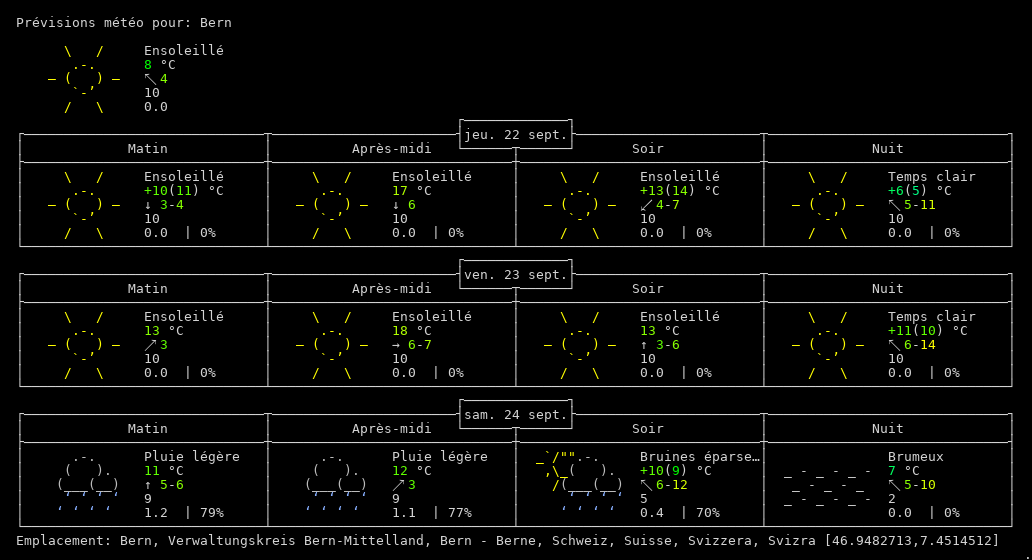 Prévisions météo pour: Bern
Ensoleillé
8 °C
↖ 4
10
0.0
jeu. 22 sept.
Matin Après-midi Soir Nuit
Ensoleillé Ensoleillé Ensoleillé Temps clair
+10(11) °C 17 °C +13(14) °C +6(5) °C
↓ 3-4 ↓ 6 ↙ 4-7 ↖ 5-11
10 10 10 10
0.0 | 0% 0.0 | 0% 0.0 | 0% 0.0 | 0%
ven. 23 sept.
Matin Après-midi Soir Nuit
Ensoleillé Ensoleillé Ensoleillé Temps clair
13 °C 18 °C 13 °C +11(10) °C
↗ 3 → 6-7 ↑ 3-6 ↖ 6-14
10 10 10 10
0.0 | 0% 0.0 | 0% 0.0 | 0% 0.0 | 0%
sam. 24 sept.
Matin Après-midi Soir Nuit
Pluie légère Pluie légère Bruines éparse… Brumeux
11 °C 12 °C +10(9) °C 7 °C
↑ 5-6 ↗ 3 ↖ 6-12 ↖ 5-10
9 9 5 2
1.2 | 79% 1.1 | 77% 0.4 | 70% 0.0 | 0%
Emplacement: Bern, Verwaltungskreis Bern-Mittelland, Bern - Berne, Schweiz, Suisse, Svizzera, Svizra [46.9482713,7.4514512]